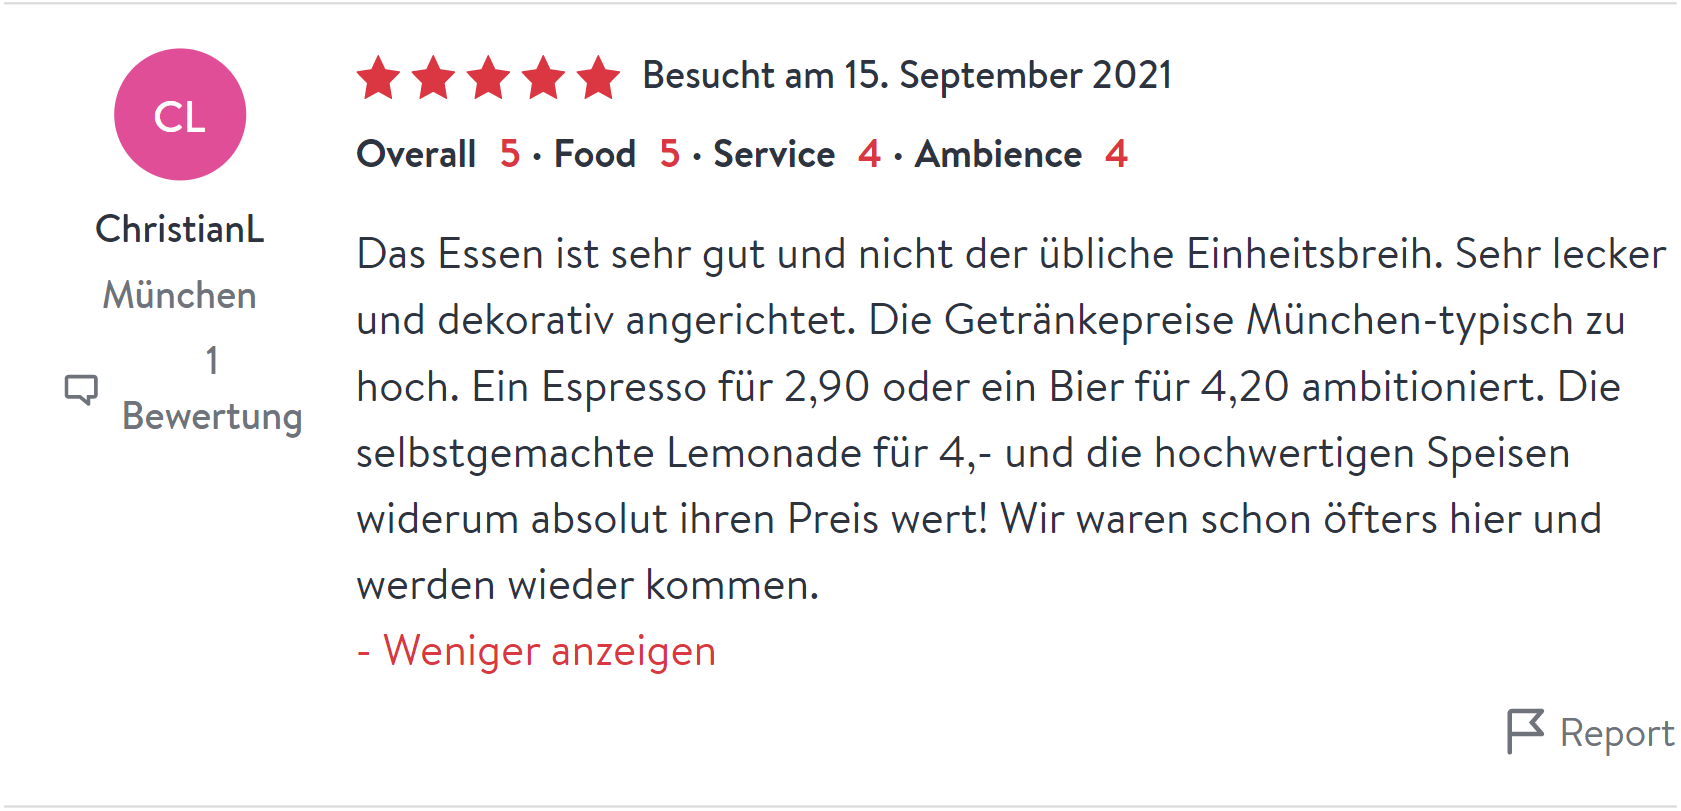 CL
ChristianL
München
1
Bewertung
Besucht am 15. September 2021
Overall 5 · Food 5 · Service 4 · Ambience 4
Das Essen ist sehr gut und nicht der übliche Einheitsbreih. Sehr lecker
und dekorativ angerichtet. Die Getränkepreise München-typisch zu
hoch. Ein Espresso für 2,90 oder ein Bier für 4,20 ambitioniert. Die
selbstgemachte Lemonade für 4,- und die hochwertigen Speisen
widerum absolut ihren Preis wert! Wir waren schon öfters hier und
werden wieder kommen.
- Weniger anzeigen
Report